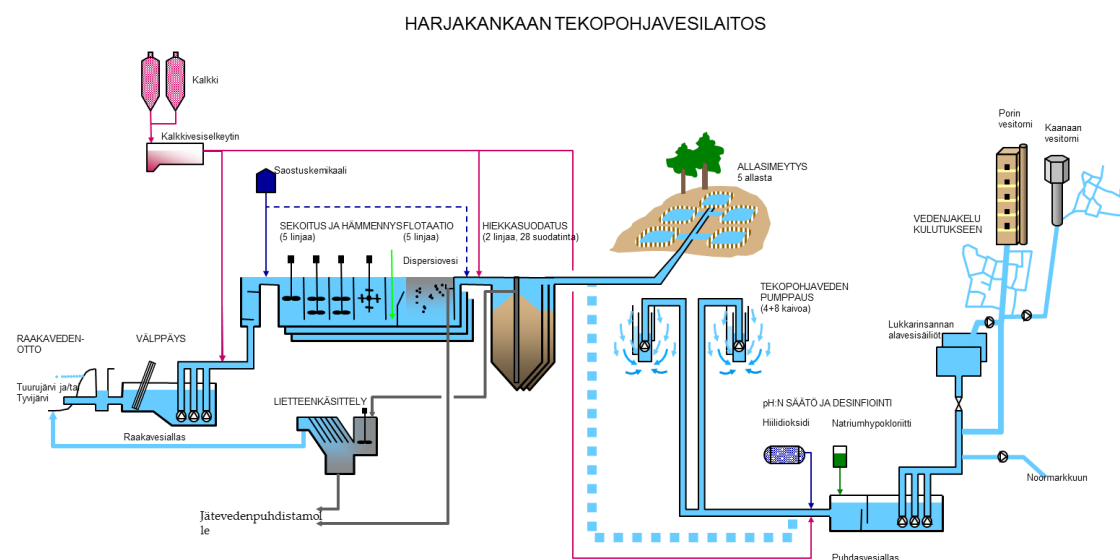 HARJAKANKAAN TEKOPOHJAVESILAITOS
Kalkki
Kalkkivesiselkeytin
Saostuskemikaali
SEKOITUS JA HÄMMENNYS
(5 linjaa)
FLOTAATIO
(5 linjaa)
Dispersiovesi
HIEKKASUODATUS
(2 linjaa, 28 suodatinta)
ALLASIMEYTYS
5 allasta
Porin
vesitorni
Kaanaan
vesitorni
VEDENJAKELU
KULUTUKSEEN
TEKOPOHJAVEDEN
PUMPPAUS
(4+8 kaivoa)
Lukkarinsannan
alavesisäiliöt
RAAKAVEDEN-
OTTO
VÄLPPÄYS
Tuurujärvi ja/tai
Tyvijärvi
Raakavesiallas
LIETTEENKÄSITTELY
Jätevedenpuhdistamol
le
pH:N SÄÄTÖ JA DESINFIOINTI
Hiilidioksidi
Natriumhypokloriitti
Noormarkkuun
Puhdasvesiallas